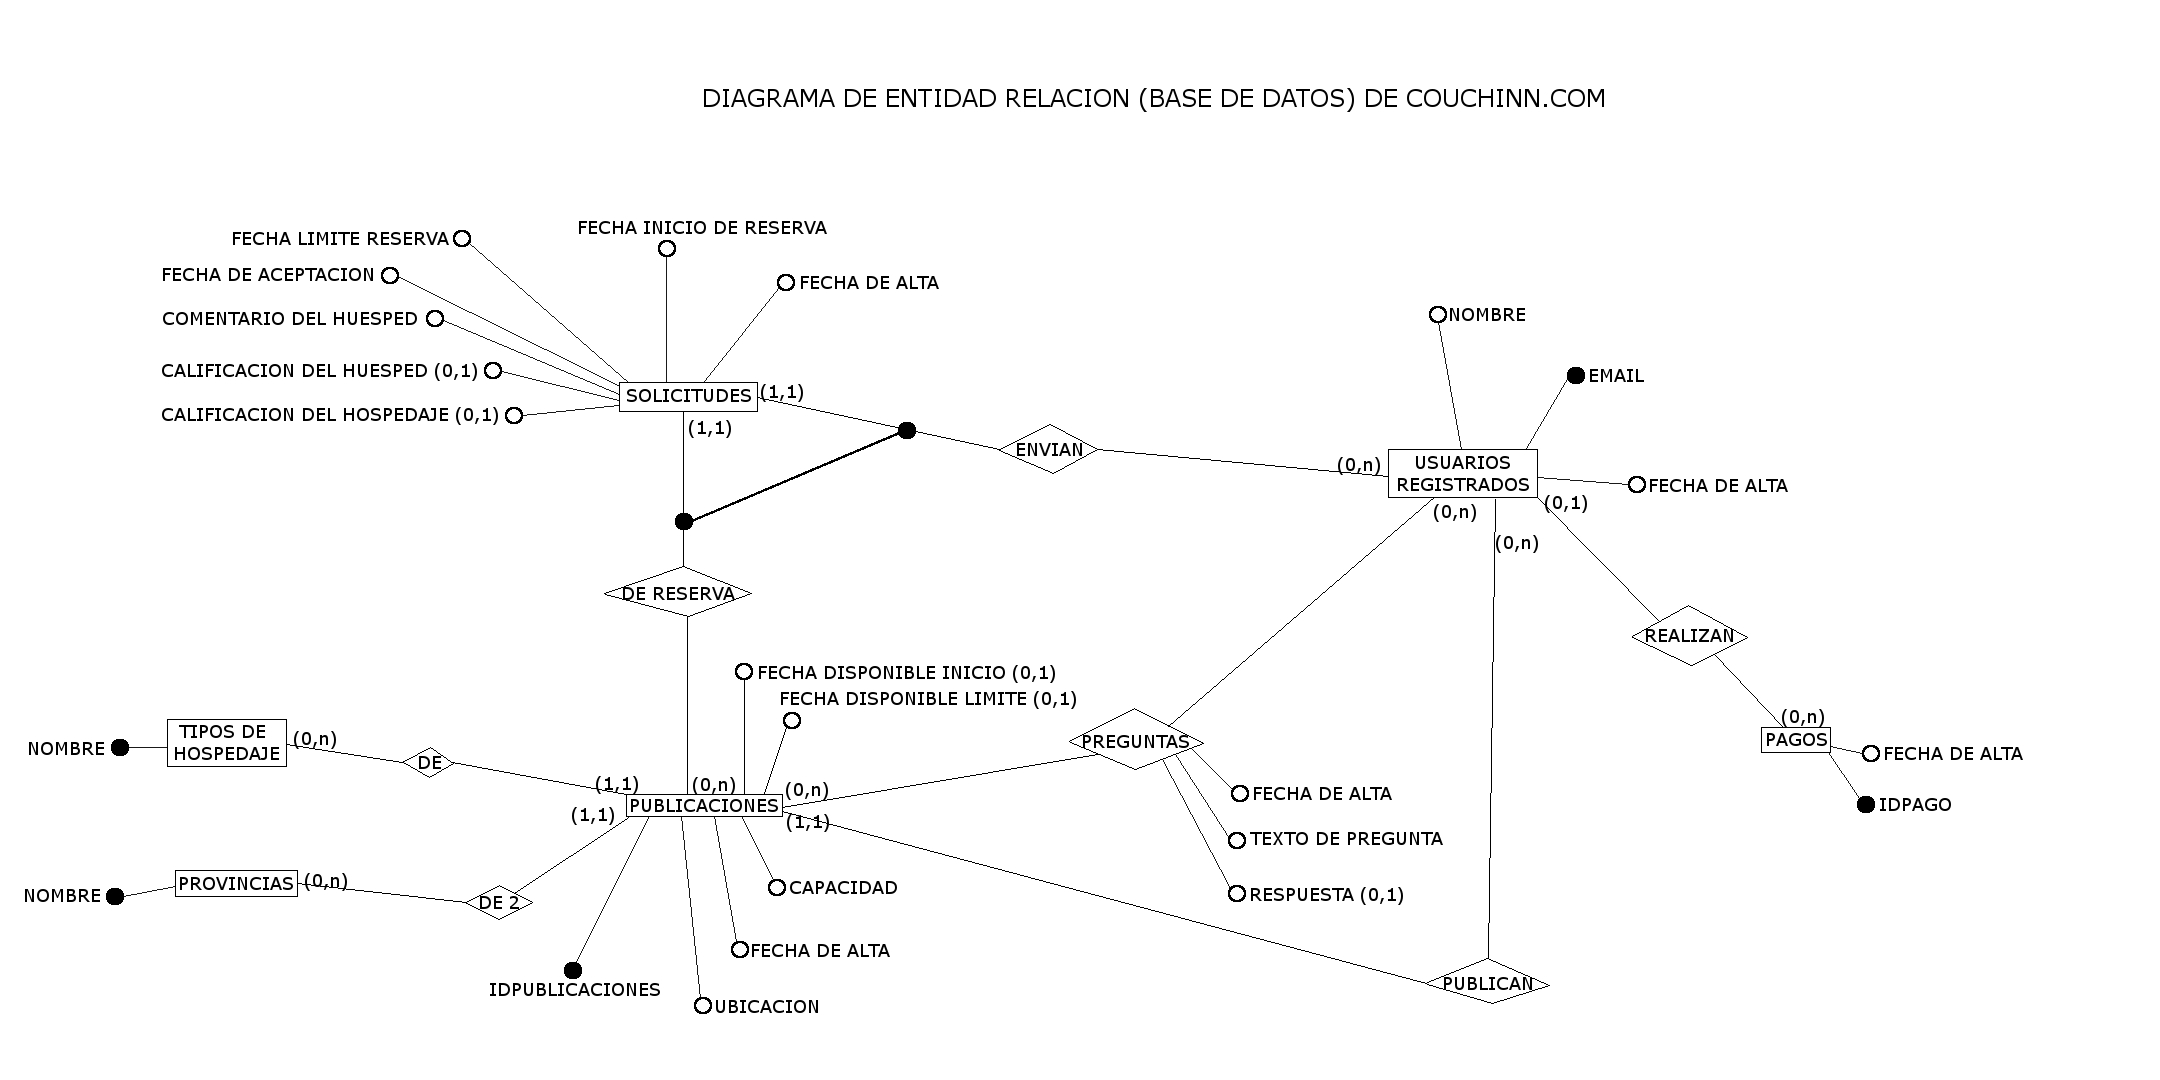 DIAGRAMA DE ENTIDAD RELACION (BASE DE DATOS) DE COUCHINN.COM
FECHA INICIO DE RESERVA
FECHA LIMITE RESERVA
FECHA DE ACEPTACION
FECHA DE ALTA
COMENTARIO DEL HUESPED
CALIFICACION DEL HUESPED (0,1)
CALIFICACION DEL HOSPEDAJE (0,1)
SOLICITUDES
(1,1)
(1,1)
ENVIAN
(0,n)
NOMBRE
EMAIL
USUARIOS
REGISTRADOS
FECHA DE ALTA
(0,1)
(0,n)
(0,n)
DE RESERVA
REALIZAN
(0,n)
PAGOS
FECHA DE ALTA
IDPAGO
FECHA DISPONIBLE INICIO (0,1)
FECHA DISPONIBLE LIMITE (0,1)
PREGUNTAS
FECHA DE ALTA
TEXTO DE PREGUNTA
RESPUESTA (0,1)
NOMBRE
TIPOS DE
HOSPEDAJE
(0,n)
DE
(1,1)
(0,n)
(0,n)
PUBLICACIONES
(1,1)
(1,1)
NOMBRE
PROVINCIAS
(0,n)
DE 2
CAPACIDAD
FECHA DE ALTA
IDPUBLICACIONES
UBICACION
PUBLICAN